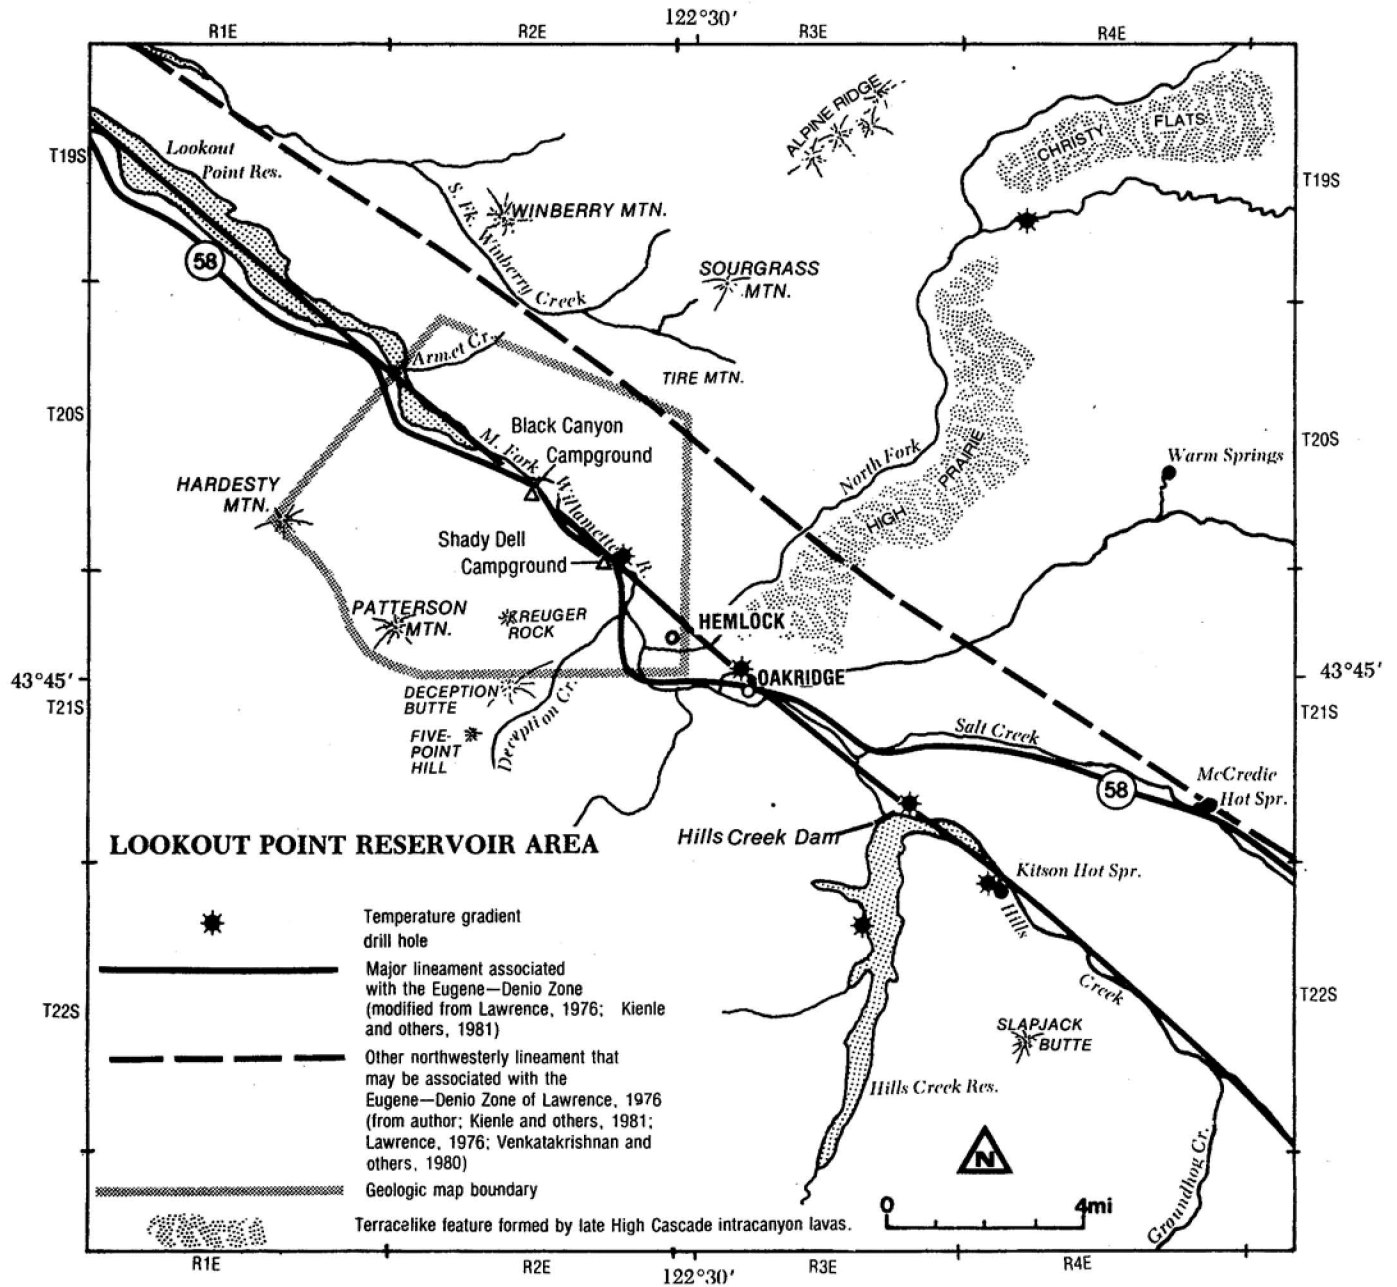 122°30′
R1E
R2E
R3E
R4E
ALPINE RIDGE
CHRISTY
FLATS
T19S
T19S
Lookout
Point Res.
S. Fk. Winberry
Creek
WINBERRY MTN.
58
SOURGRASS
MTN.
Armet Cr.
TIRE MTN.
T20S
T20S
Black Canyon
Campground
M. Fork
Willamette
R.
North Fork
HIGH
PRAIRIE
Warm Springs
HARDESTY
MTN.
Shady Dell
Campground
PATTERSON
MTN.
KREUGER
ROCK
HEMLOCK
OAKRIDGE
43°45′
43°45′
T21S
T21S
DECEPTION
BUTTE
Deception Cr.
FIVE-
POINT
HILL
Salt Creek
58
McCredie
Hot Spr.
Hills Creek Dam
Kitson Hot Spr.
Hills
Creek
LOOKOUT POINT RESERVOIR AREA
Temperature gradient
drill hole
Major lineament associated
with the Eugene—Denio Zone
(modified from Lawrence, 1976; Kienle
and others, 1981)
Other northwesterly lineament that
may be associated with the
Eugene—Denio Zone of Lawrence, 1976
(from author; Kienle and others, 1981;
Lawrence, 1976; Venkatakrishnan and
others, 1980)
Geologic map boundary
Terracelike feature formed by late High Cascade intracanyon lavas.
T22S
T22S
SLAPJACK
BUTTE
Hills Creek Res.
N
0
4mi
Groundhog Cr.
R1E
R2E
122°30′
R3E
R4E